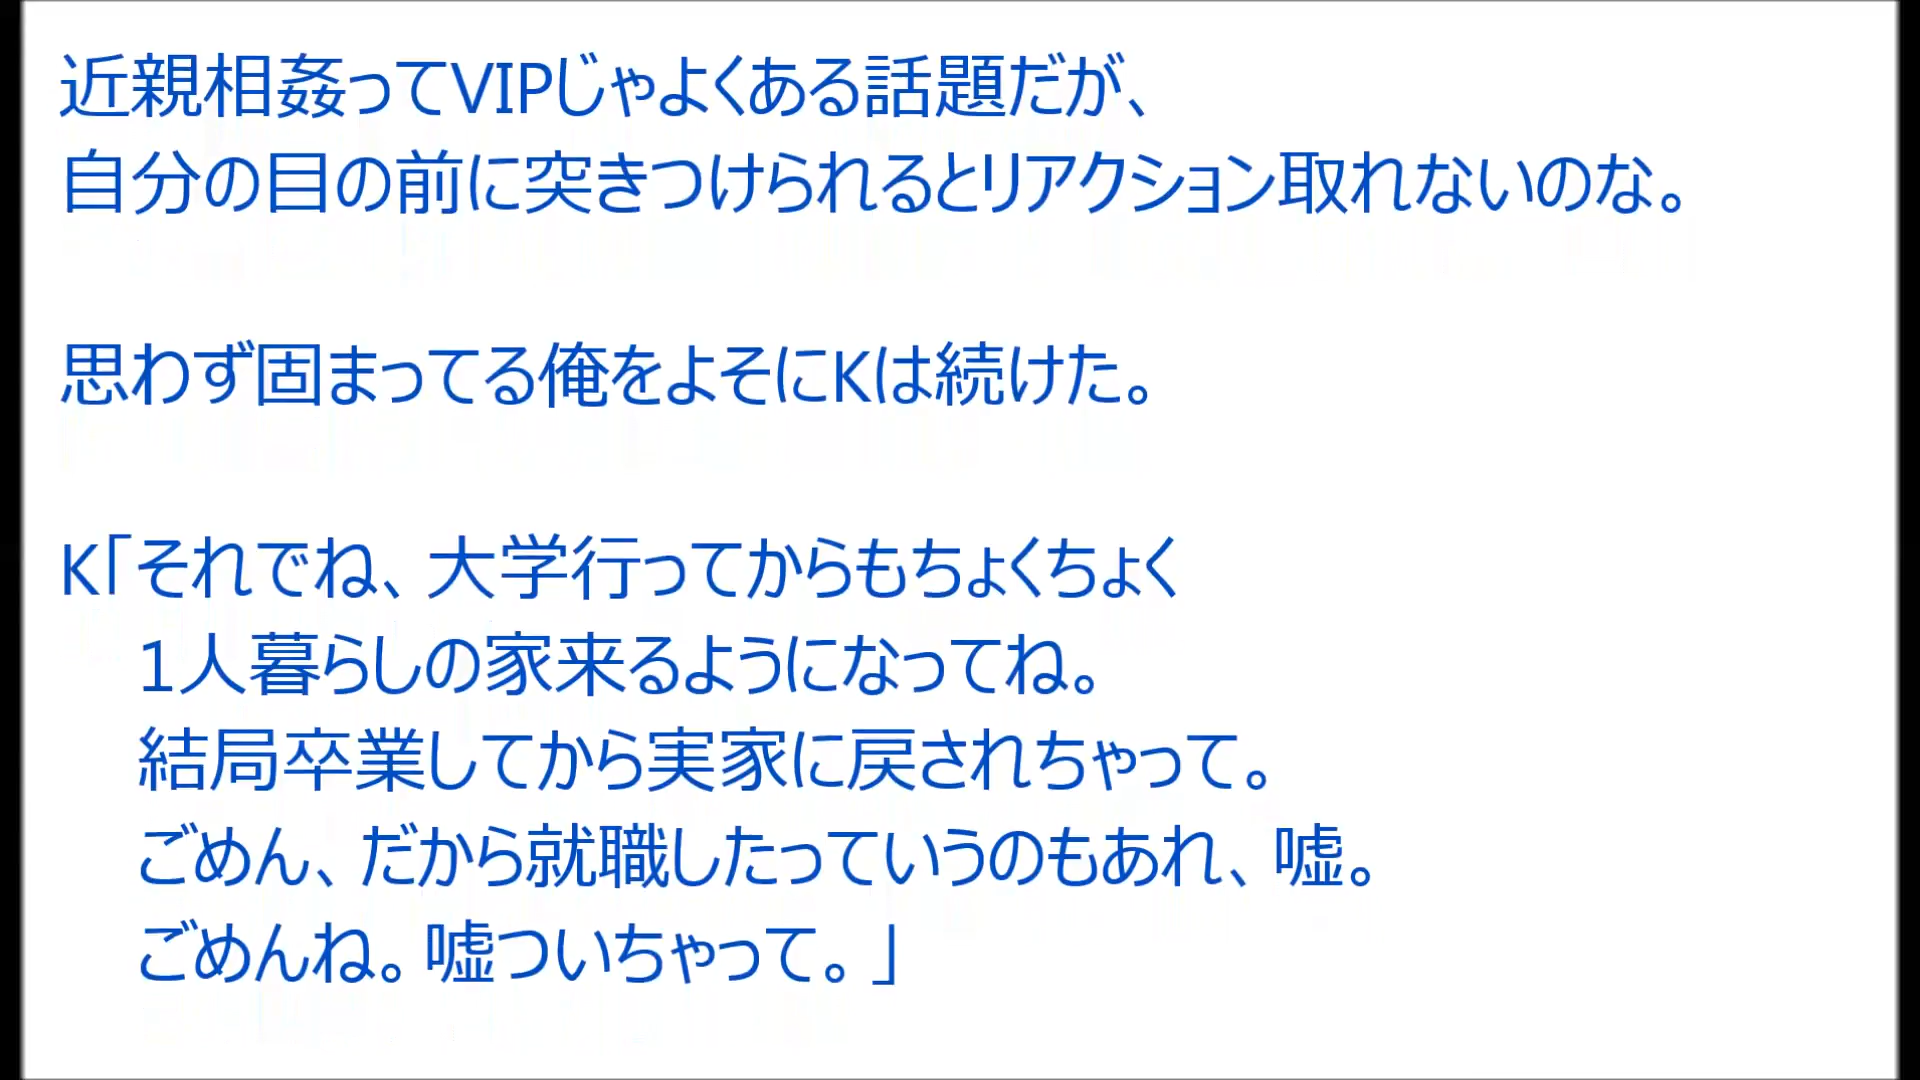 近親相姦ってVIPじゃよくある話題だが、
自分の目の前に突きつけられるとリアクション取れないのな。
思わず固まってる俺をよそにKは続けた。
K「それでね、大学行ってからもちょくちょく
1人暮らしの家来るようになってね。
結局卒業してから実家に戻されちゃって。
ごめん、だから就職したっていうのもあれ、嘘。
ごめんね。嘘ついちゃって。」